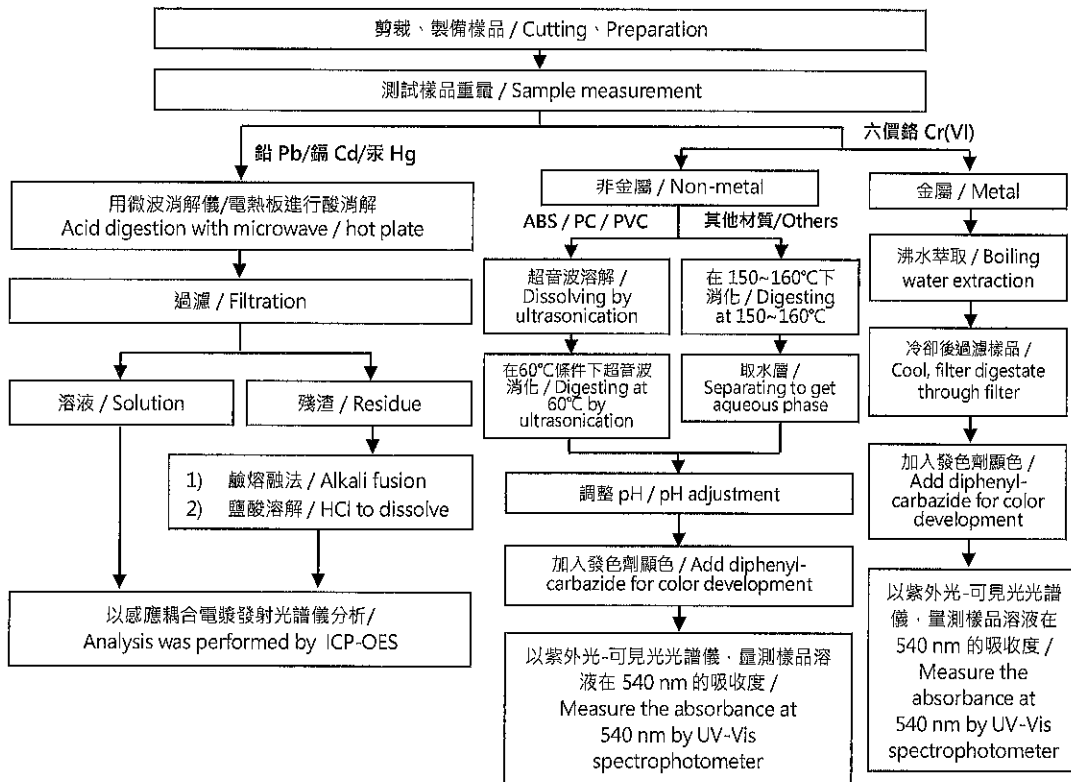 剪裁、製備樣品 / Cutting、Preparation
測試樣品重量 / Sample measurement
鉛 Pb/鎘 Cd/汞 Hg
六價鉻 Cr(VI)
用微波消解儀/電熱板進行酸消解
Acid digestion with microwave / hot plate
過濾 / Filtration
溶液 / Solution
殘渣 / Residue
1) 鹼熔融法 / Alkali fusion
2) 鹽酸溶解 / HCl to dissolve
以感應耦合電漿發射光譜儀分析/
Analysis was performed by ICP-OES
非金屬 / Non-metal
ABS / PC / PVC
其他材質/Others
超音波溶解 /
Dissolving by
ultrasonication
在 150~160℃下
消化 / Digesting
at 150~160℃
在60℃條件下超音波
消化 / Digesting at
60℃ by
ultrasonication
取水層 /
Separating to get
aqueous phase
調整 pH / pH adjustment
加入發色劑顯色 / Add diphenyl-
carbazide for color development
以紫外光-可見光光譜儀，量測樣品溶
液在 540 nm 的吸收度 /
Measure the absorbance at
540 nm by UV-Vis
spectrophotometer
金屬 / Metal
沸水萃取 / Boiling
water extraction
冷卻後過濾樣品 /
Cool, filter digestate
through filter
加入發色劑顯色 /
Add diphenyl-
carbazide for color
development
以紫外光-可見光光譜
儀，量測樣品溶液在
540 nm 的吸收度 /
Measure the
absorbance at
540 nm by UV-Vis
spectrophotometer